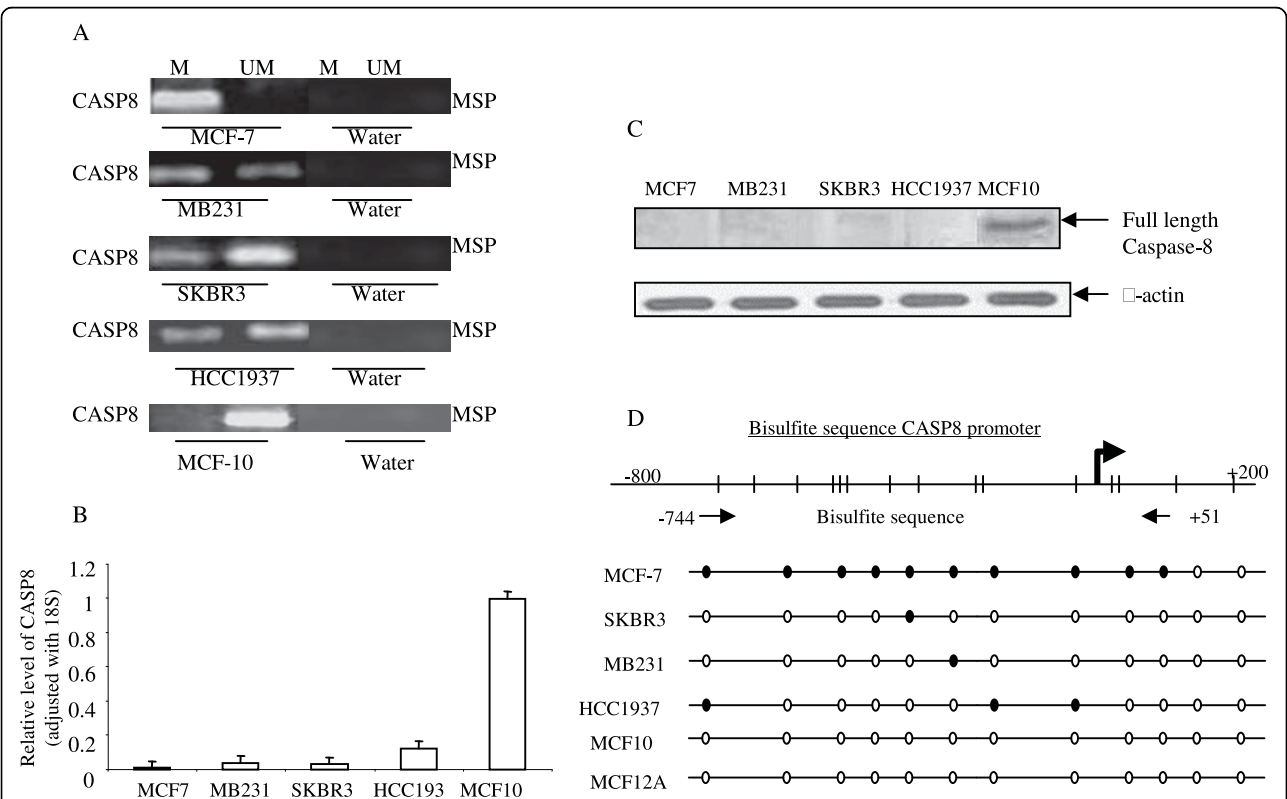 A
M UM M UM
CASP8 MSP
MCF-7 Water
CASP8 MSP
MB231 Water
CASP8 MSP
SKBR3 Water
CASP8 MSP
HCC1937 Water
CASP8 MSP
MCF-10 Water
B
Relative level of CASP8
(adjusted with 18S)
1.2
1
0.8
0.6
0.4
0.2
0
MCF7 MB231 SKBR3 HCC193 MCF10
C
MCF7 MB231 SKBR3 HCC1937 MCF10
Full length
Caspase-8
□-actin
D
Bisulfite sequence CASP8 promoter
-800 +200
-744 Bisulfite sequence +51
MCF-7
SKBR3
MB231
HCC1937
MCF10
MCF12A